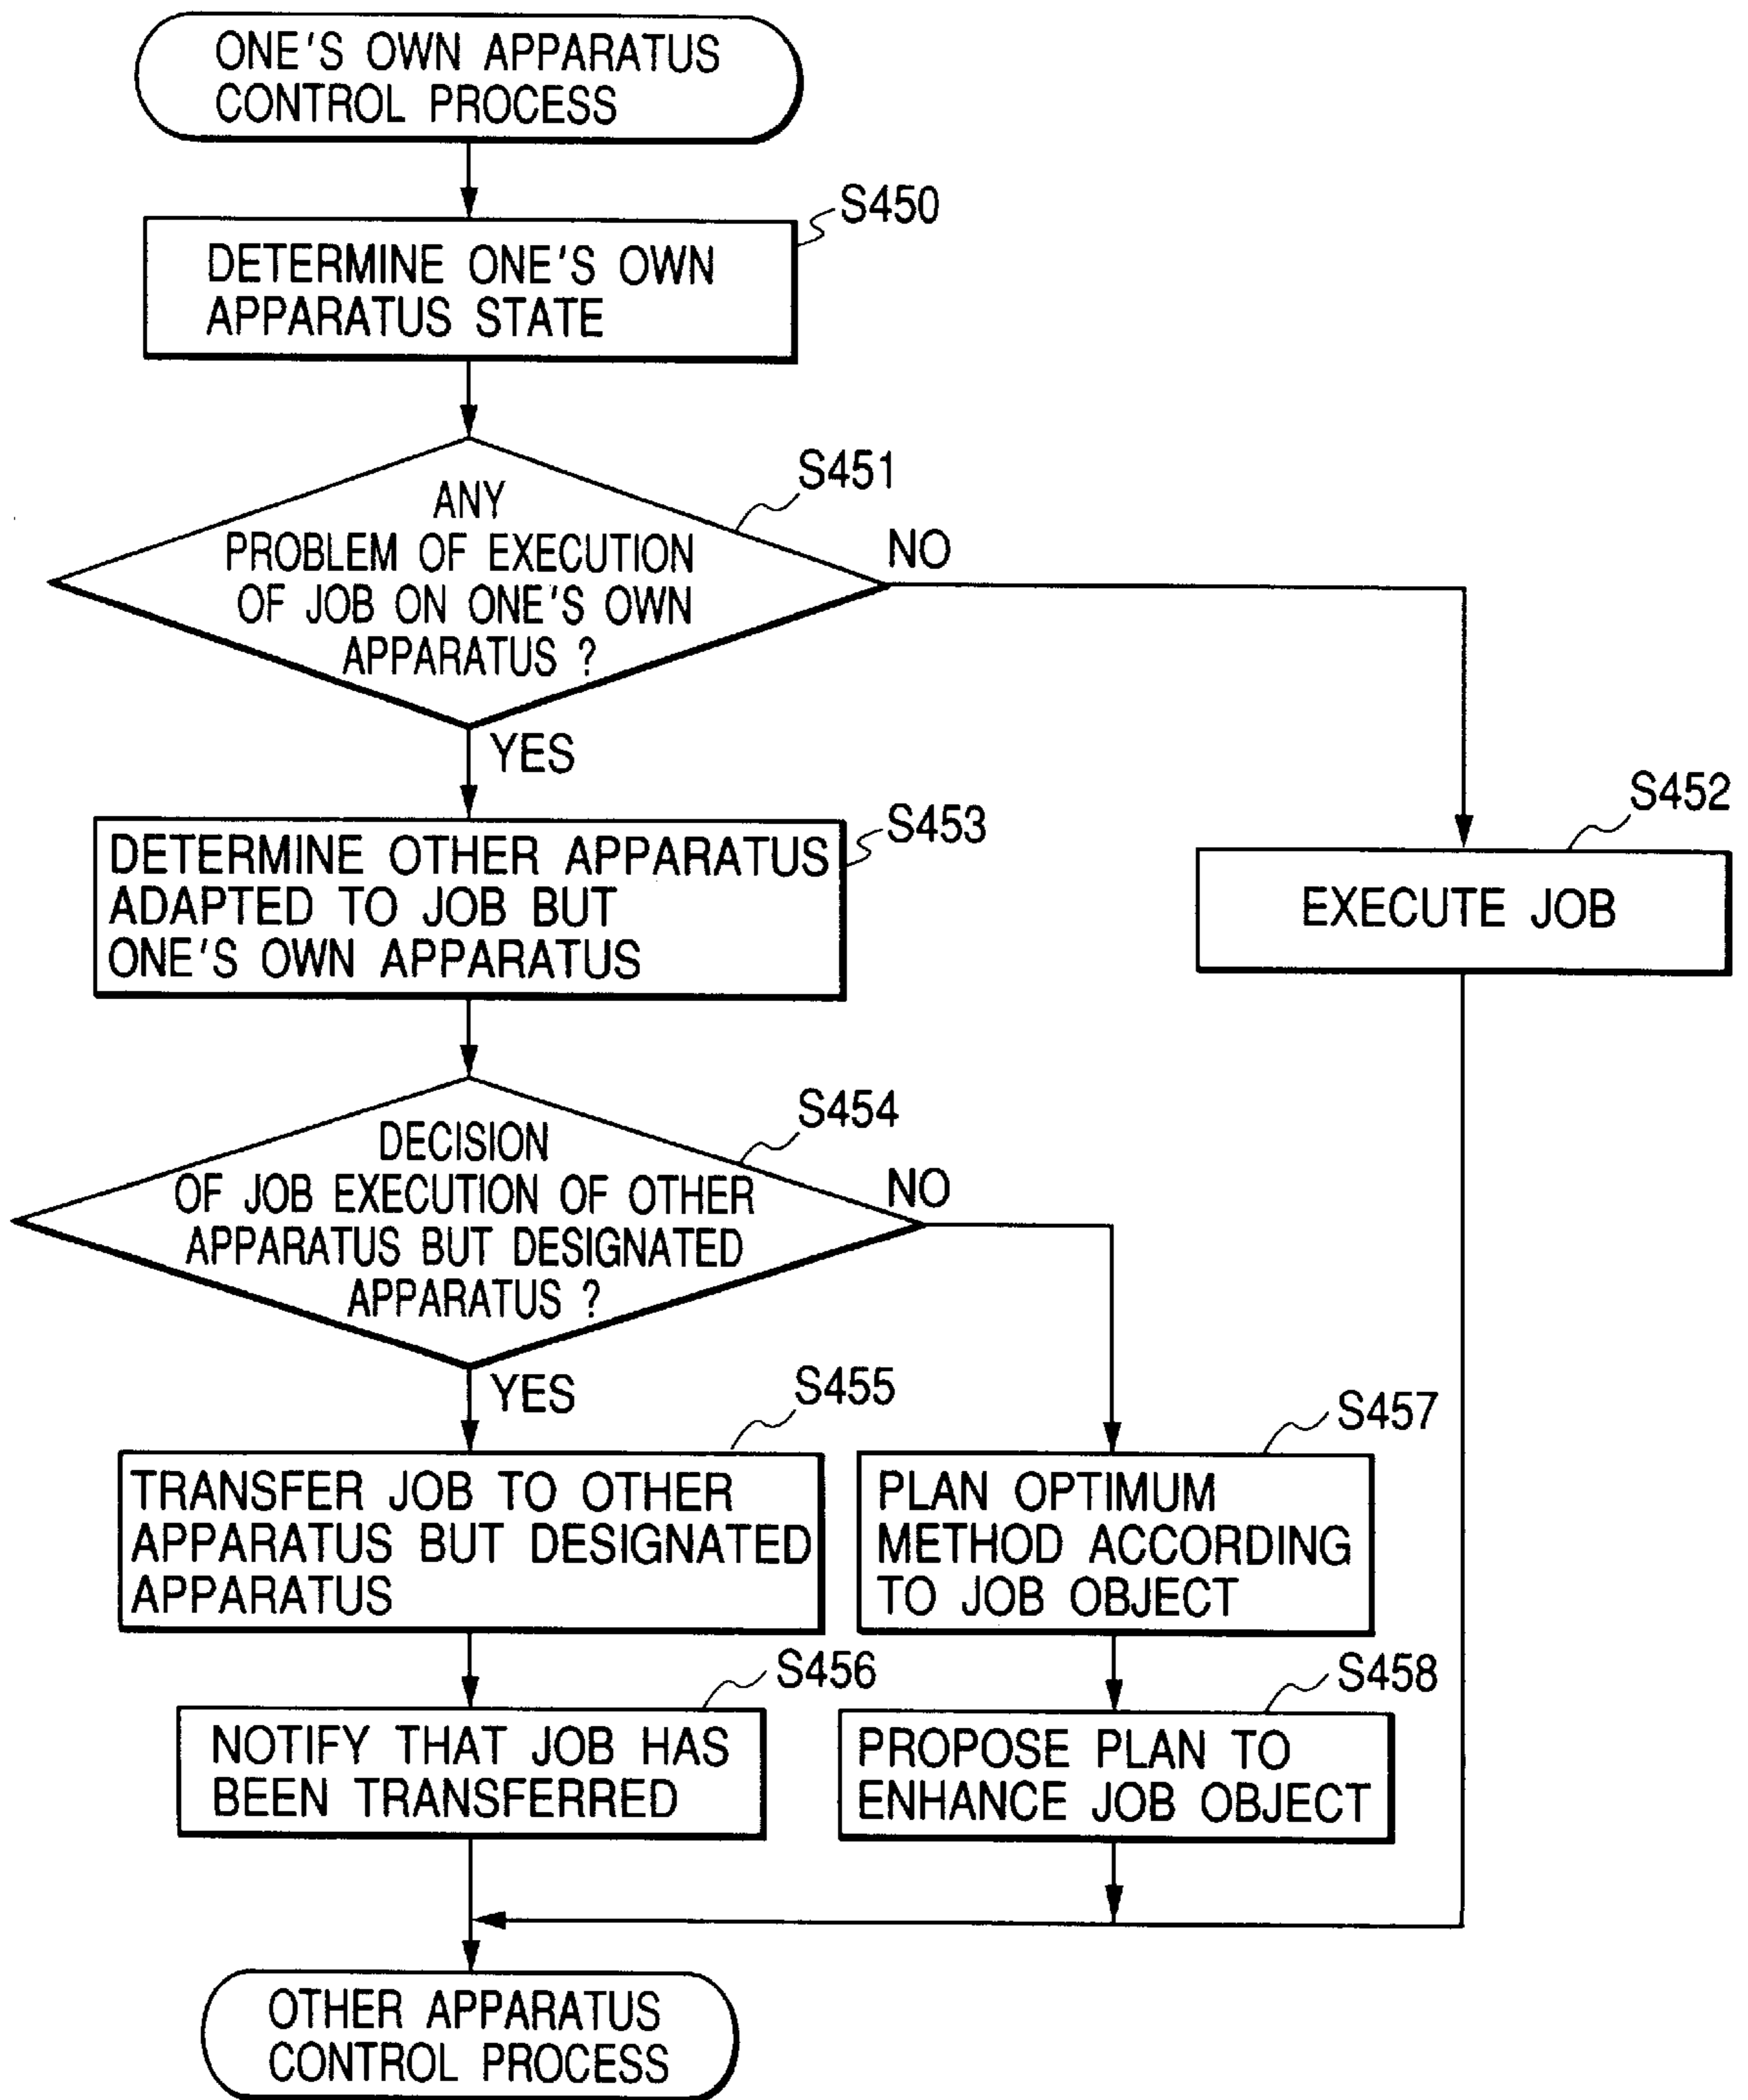 ONE'S OWN APPARATUS
CONTROL PROCESS
S450
DETERMINE ONE'S OWN
APPARATUS STATE
S451
ANY
PROBLEM OF EXECUTION
OF JOB ON ONE'S OWN
APPARATUS ?
NO
YES
S453
DETERMINE OTHER APPARATUS
ADAPTED TO JOB BUT
ONE'S OWN APPARATUS
S452
EXECUTE JOB
S454
DECISION
OF JOB EXECUTION OF OTHER
APPARATUS BUT DESIGNATED
APPARATUS ?
NO
YES
S455
TRANSFER JOB TO OTHER
APPARATUS BUT DESIGNATED
APPARATUS
S457
PLAN OPTIMUM
METHOD ACCORDING
TO JOB OBJECT
S456
NOTIFY THAT JOB HAS
BEEN TRANSFERRED
S458
PROPOSE PLAN TO
ENHANCE JOB OBJECT
OTHER APPARATUS
CONTROL PROCESS